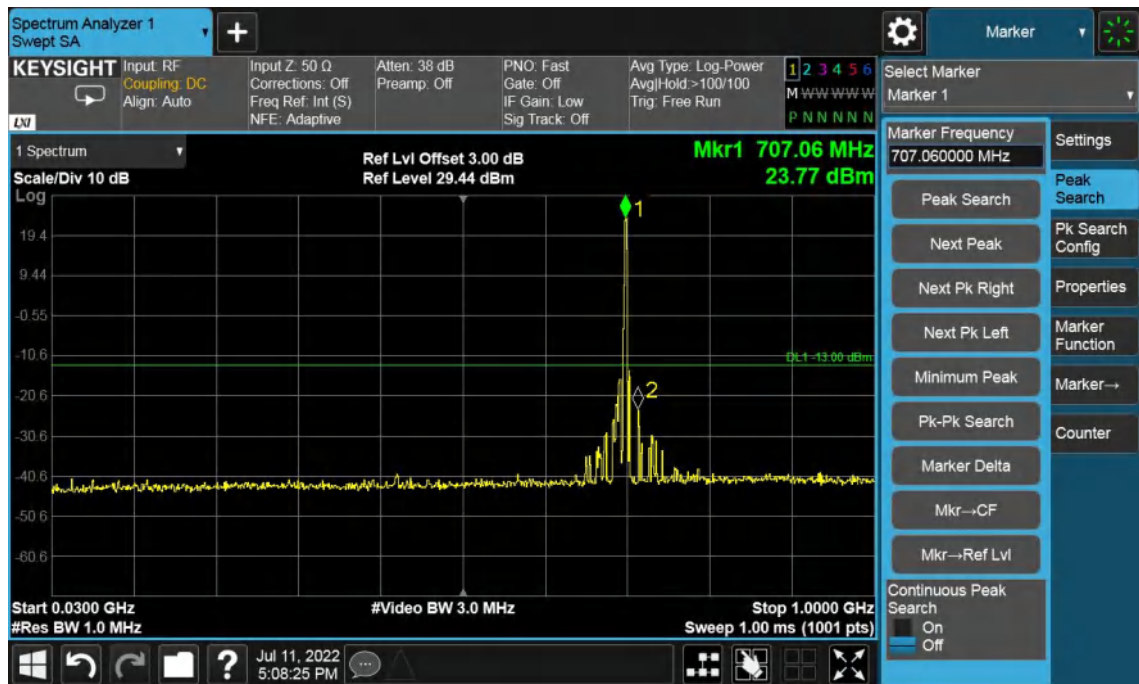 Spectrum Analyzer 1
Swept SA
+
Marker
KEYSIGHT
LXI
Input: RF
Coupling: DC
Align: Auto
Input Z: 50 Ω
Corrections: Off
Freq Ref: Int (S)
NFE: Adaptive
Atten: 38 dB
Preamp: Off
PNO: Fast
Gate: Off
IF Gain: Low
Sig Track: Off
Avg Type: Log-Power
Avg|Hold:>100/100
Trig: Free Run
1 2 3 4 5 6
M W W W W W
P N N N N N
Select Marker
Marker 1
1 Spectrum
Scale/Div 10 dB
Log
Ref Lvl Offset 3.00 dB
Ref Level 29.44 dBm
Mkr1 707.06 MHz
23.77 dBm
1
19.4
9.44
-0.55
-10.6
DL1 -13.00 dBm
-20.6
2
-30.6
-40.6
-50.6
-60.6
Start 0.0300 GHz
#Res BW 1.0 MHz
#Video BW 3.0 MHz
Stop 1.0000 GHz
Sweep 1.00 ms (1001 pts)
Marker Frequency
707.060000 MHz
Peak Search
Next Peak
Next Pk Right
Next Pk Left
Minimum Peak
Pk-Pk Search
Marker Delta
Mkr→CF
Mkr→Ref Lvl
Continuous Peak
Search
On
Off
Settings
Peak
Search
Pk Search
Config
Properties
Marker
Function
Marker→
Counter
?
Jul 11, 2022
5:08:25 PM